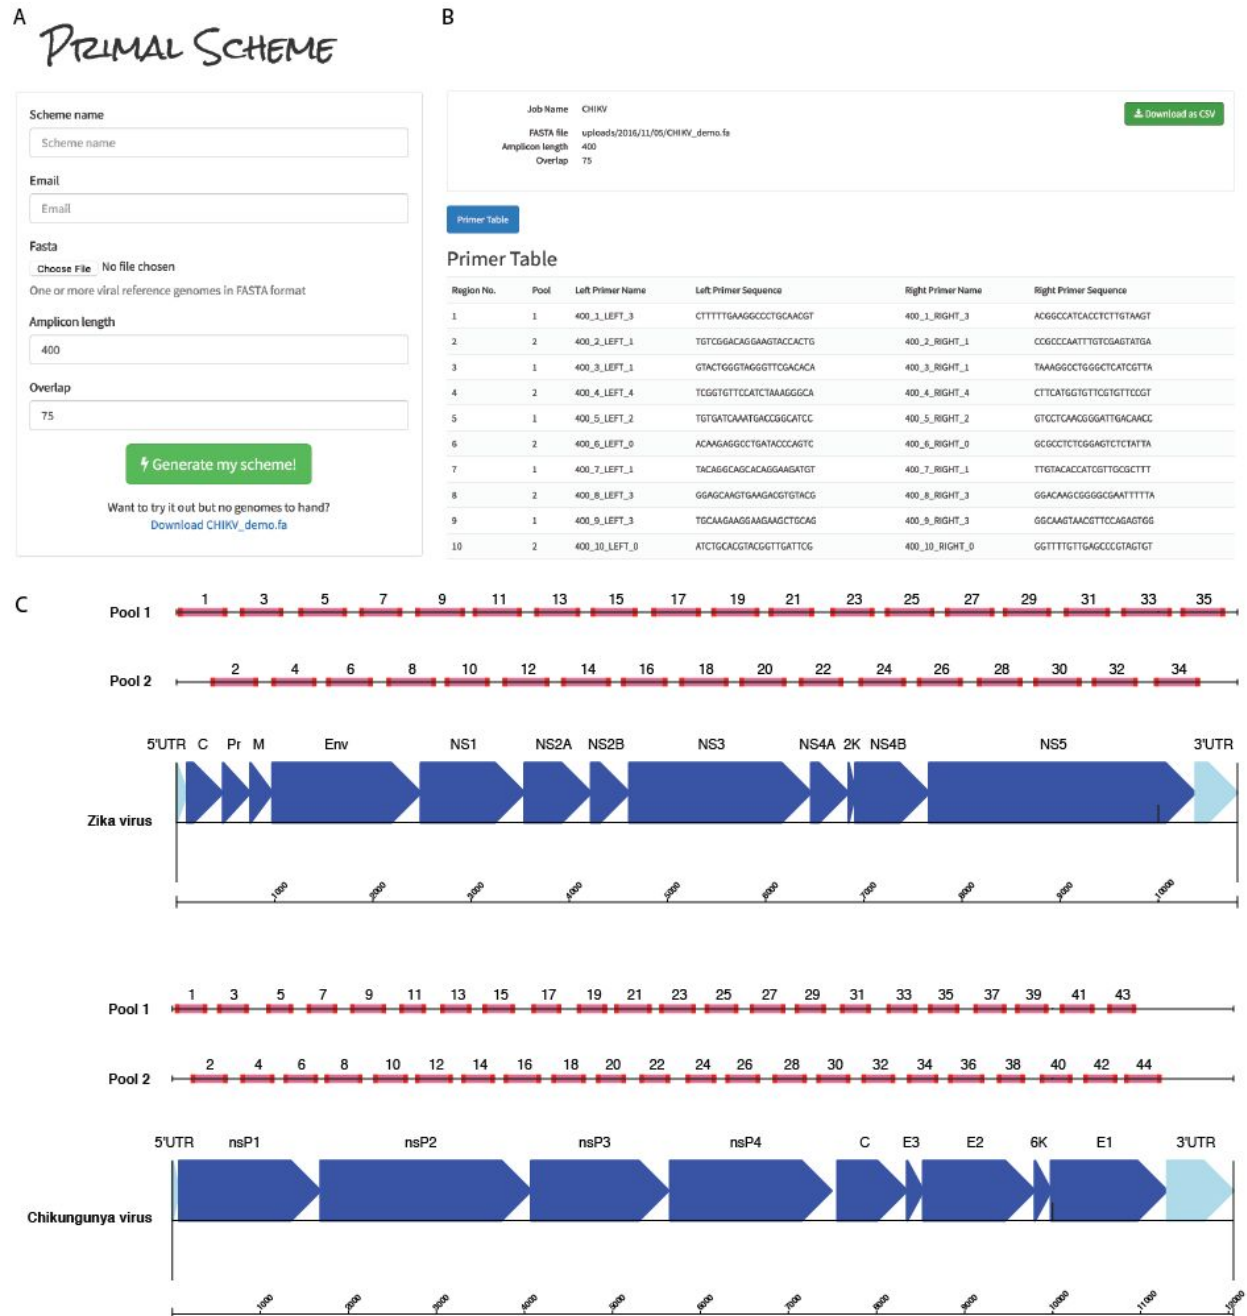 A
PRIMAL SCHEME
Scheme name
Scheme name
Email
Email
Fasta
Choose File No file chosen
One or more viral reference genomes in FASTA format
Amplicon length
400
Overlap
75
Generate my scheme!
Want to try it out but no genomes to hand?
Download CHIKV_demo.fa
B
Job Name CHIKV
Download as CSV
FASTA file uploads/2016/11/05/CHIKV_demo.fa
Amplicon length 400
Overlap 75
Primer Table
Primer Table
Region No. Pool Left Primer Name Left Primer Sequence Right Primer Name Right Primer Sequence
1 1 400_1_LEFT_3 CTTTTTGAAGGCCCTGCAACGT 400_1_RIGHT_3 ACGGCCATCACCTCTTGTAAGT
2 2 400_2_LEFT_1 TGTCGGACAGGAAGTACCACTG 400_2_RIGHT_1 CCGCCCAATTTGTCGAGTATGA
3 1 400_3_LEFT_1 GTACTGGGTAGGGTTCGACACA 400_3_RIGHT_1 TAAAGGCCTGGGCTCATCGTTA
4 2 400_4_LEFT_4 TCGGTGTTCCATCTAAAGGGCA 400_4_RIGHT_4 CTTCATGGTGTTCGTGTTCCGT
5 1 400_5_LEFT_2 TGTGATCAAATGACCGGCATCC 400_5_RIGHT_2 GTCCTCAACGGGATTGACAACC
6 2 400_6_LEFT_0 ACAAGAGGCCTGATACCCAGTC 400_6_RIGHT_0 GCGCCTCTCGGAGTCTCTATTA
7 1 400_7_LEFT_1 TACAGGCAGCACAGGAAGATGT 400_7_RIGHT_1 TTGTACACCATCGTTGCGCTTT
8 2 400_8_LEFT_3 GGAGCAAGTGAAGACGTGTACG 400_8_RIGHT_3 GGACAAGCGGGGCGAATTTTTA
9 1 400_9_LEFT_3 TGCAAGAAGGAAGAAGCTGCAG 400_9_RIGHT_3 GGCAAGTAACGTTCCAGAGTGG
10 2 400_10_LEFT_0 ATCTGCACGTACGGTTGATTCG 400_10_RIGHT_0 GGTTTTGTTGAGCCCGTAGTGT
C
1 3 5 7 9 11 13 15 17 19 21 23 25 27 29 31 33 35
Pool 1
2 4 6 8 10 12 14 16 18 20 22 24 26 28 30 32 34
Pool 2
5'UTR C Pr M Env NS1 NS2A NS2B NS3 NS4A 2K NS4B NS5 3'UTR
Zika virus
1000 2000 3000 4000 5000 6000 7000 8000 9000 10000
1 3 5 7 9 11 13 15 17 19 21 23 25 27 29 31 33 35 37 39 41 43
Pool 1
2 4 6 8 10 12 14 16 18 20 22 24 26 28 30 32 34 36 38 40 42 44
Pool 2
5'UTR nsP1 nsP2 nsP3 nsP4 C E3 E2 6K E1 3'UTR
Chikungunya virus
1000 2000 3000 4000 5000 6000 7000 8000 9000 10000 11000